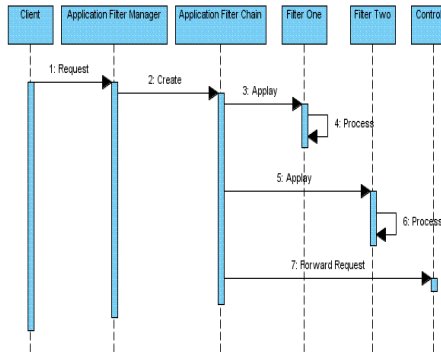 Client
Application Filter Manager
Application Filter Chain
Filter One
Filter Two
Control
1: Request
2: Create
3: Applay
4: Process
5: Applay
6: Process
7: Forward Request